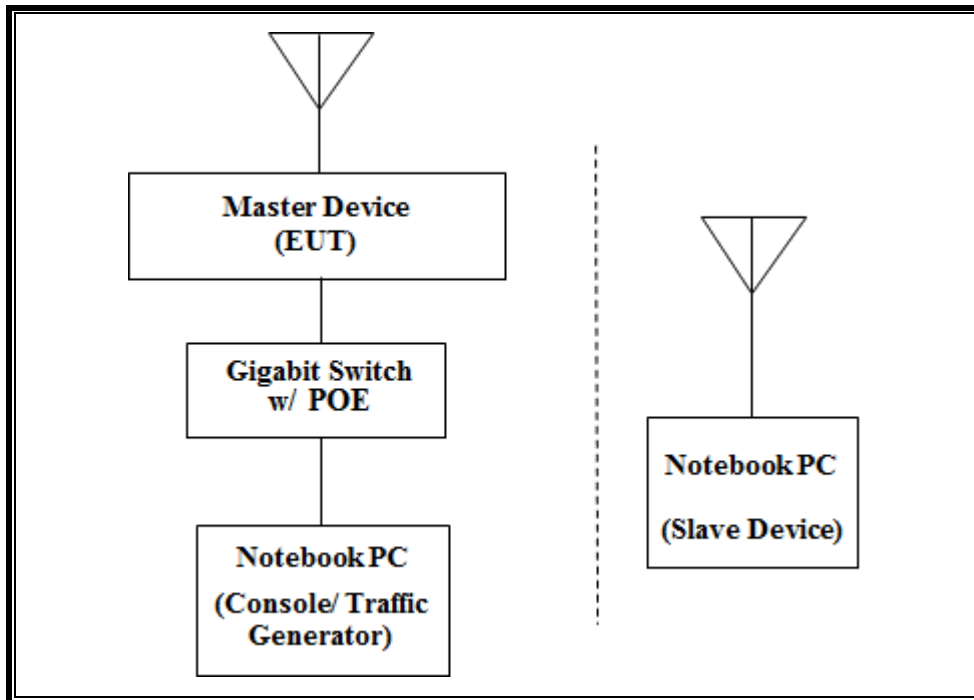 Master Device
(EUT)
Gigabit Switch
w/ POE
Notebook PC
(Console/ Traffic
Generator)
Notebook PC
(Slave Device)